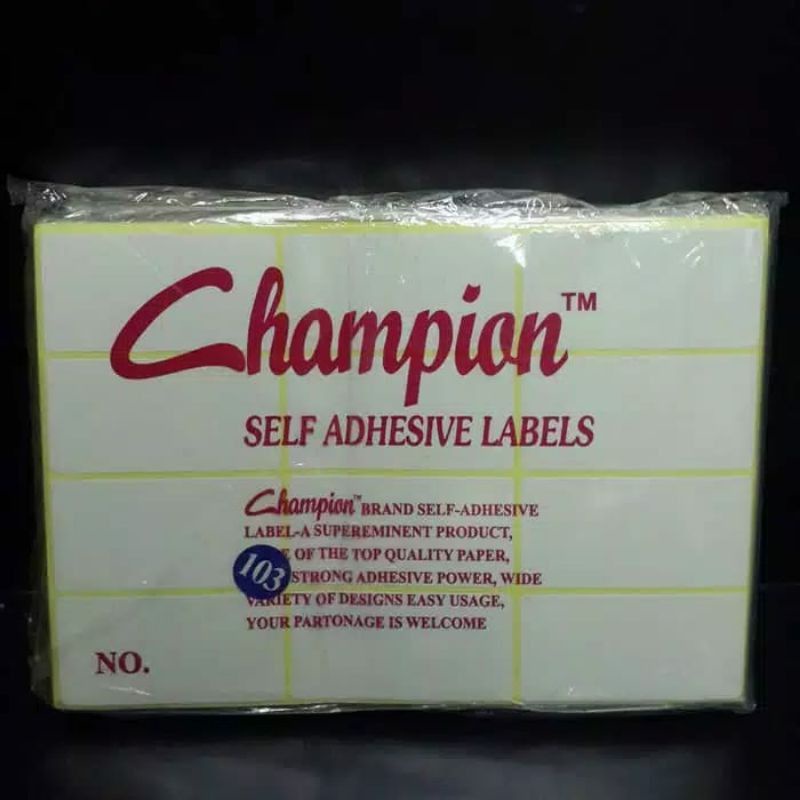 Champion™
SELF ADHESIVE LABELS
Champion™ BRAND SELF-ADHESIVE
LABEL-A SUPEREMINENT PRODUCT,
OF THE TOP QUALITY PAPER,
103
STRONG ADHESIVE POWER, WIDE
VARIETY OF DESIGNS EASY USAGE,
YOUR PARTONAGE IS WELCOME
NO.